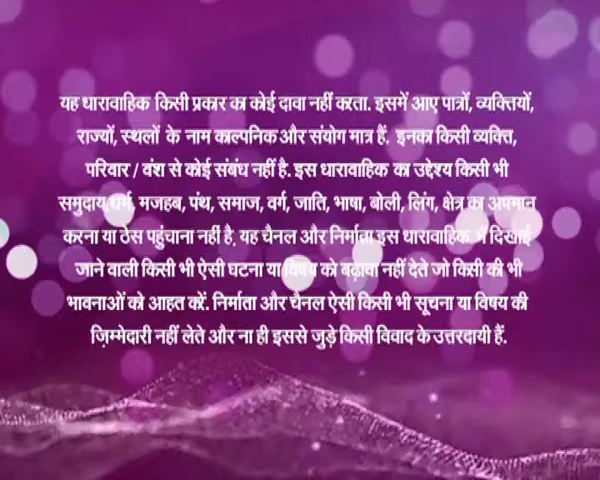 यह धारावाहिक किसी प्रकार का कोई दावा नहीं करता. इसमें आए पात्रों, व्यक्तियों,
राज्यों, स्थलों के नाम काल्पनिक और संयोग मात्र हैं. इनका किसी व्यक्ति,
परिवार / वंश से कोई संबंध नहीं है. इस धारावाहिक का उद्देश्य किसी भी
समुदाय, धर्म, मजहब, पंथ, समाज, वर्ग, जाति, भाषा, बोली, लिंग, क्षेत्र का अपमान
करना या ठेस पहुंचाना नहीं है. यह चैनल और निर्माता इस धारावाहिक में दिखाई
जाने वाली किसी भी ऐसी घटना या विषय को बढ़ावा नहीं देते जो किसी की भी
भावनाओं को आहत करें. निर्माता और चैनल ऐसी किसी भी सूचना या विषय की
ज़िम्मेदारी नहीं लेते और ना ही इससे जुड़े किसी विवाद के उत्तरदायी हैं.